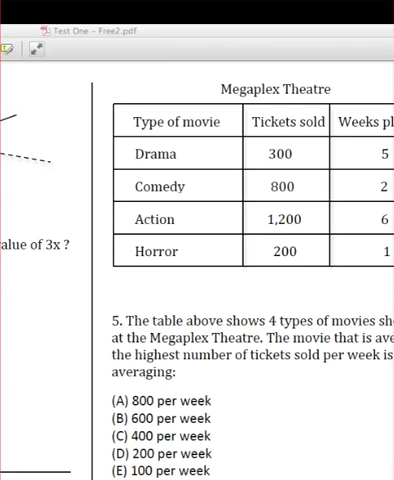 Test One – Free2.pdf
Megaplex Theatre
Type of movie Tickets sold Weeks pl
Drama 300 5
Comedy 800 2
Action 1,200 6
Horror 200 1
alue of 3x ?
5. The table above shows 4 types of movies sh
at the Megaplex Theatre. The movie that is ave
the highest number of tickets sold per week is
averaging:
(A) 800 per week
(B) 600 per week
(C) 400 per week
(D) 200 per week
(E) 100 per week